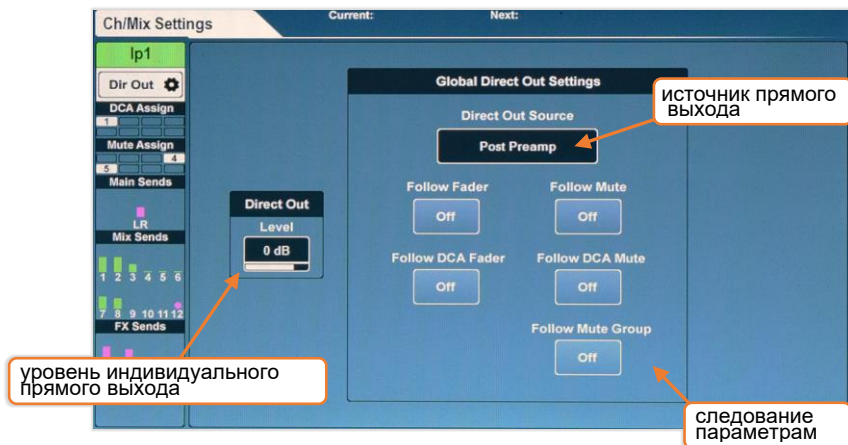 Ch/Mix Settings
Current:
Next:
Ip1
Dir Out
DCA Assign
1
Mute Assign
4
5
Main Sends
LR
Mix Sends
1 2 3 4 5 6
7 8 9 10 11 12
FX Sends
Direct Out
Level
0 dB
Global Direct Out Settings
Direct Out Source
Post Preamp
Follow Fader
Follow Mute
Off
Off
Follow DCA Fader
Follow DCA Mute
Off
Off
Follow Mute Group
Off
источник прямого
выхода
уровень индивидуального
прямого выхода
следование
параметрам